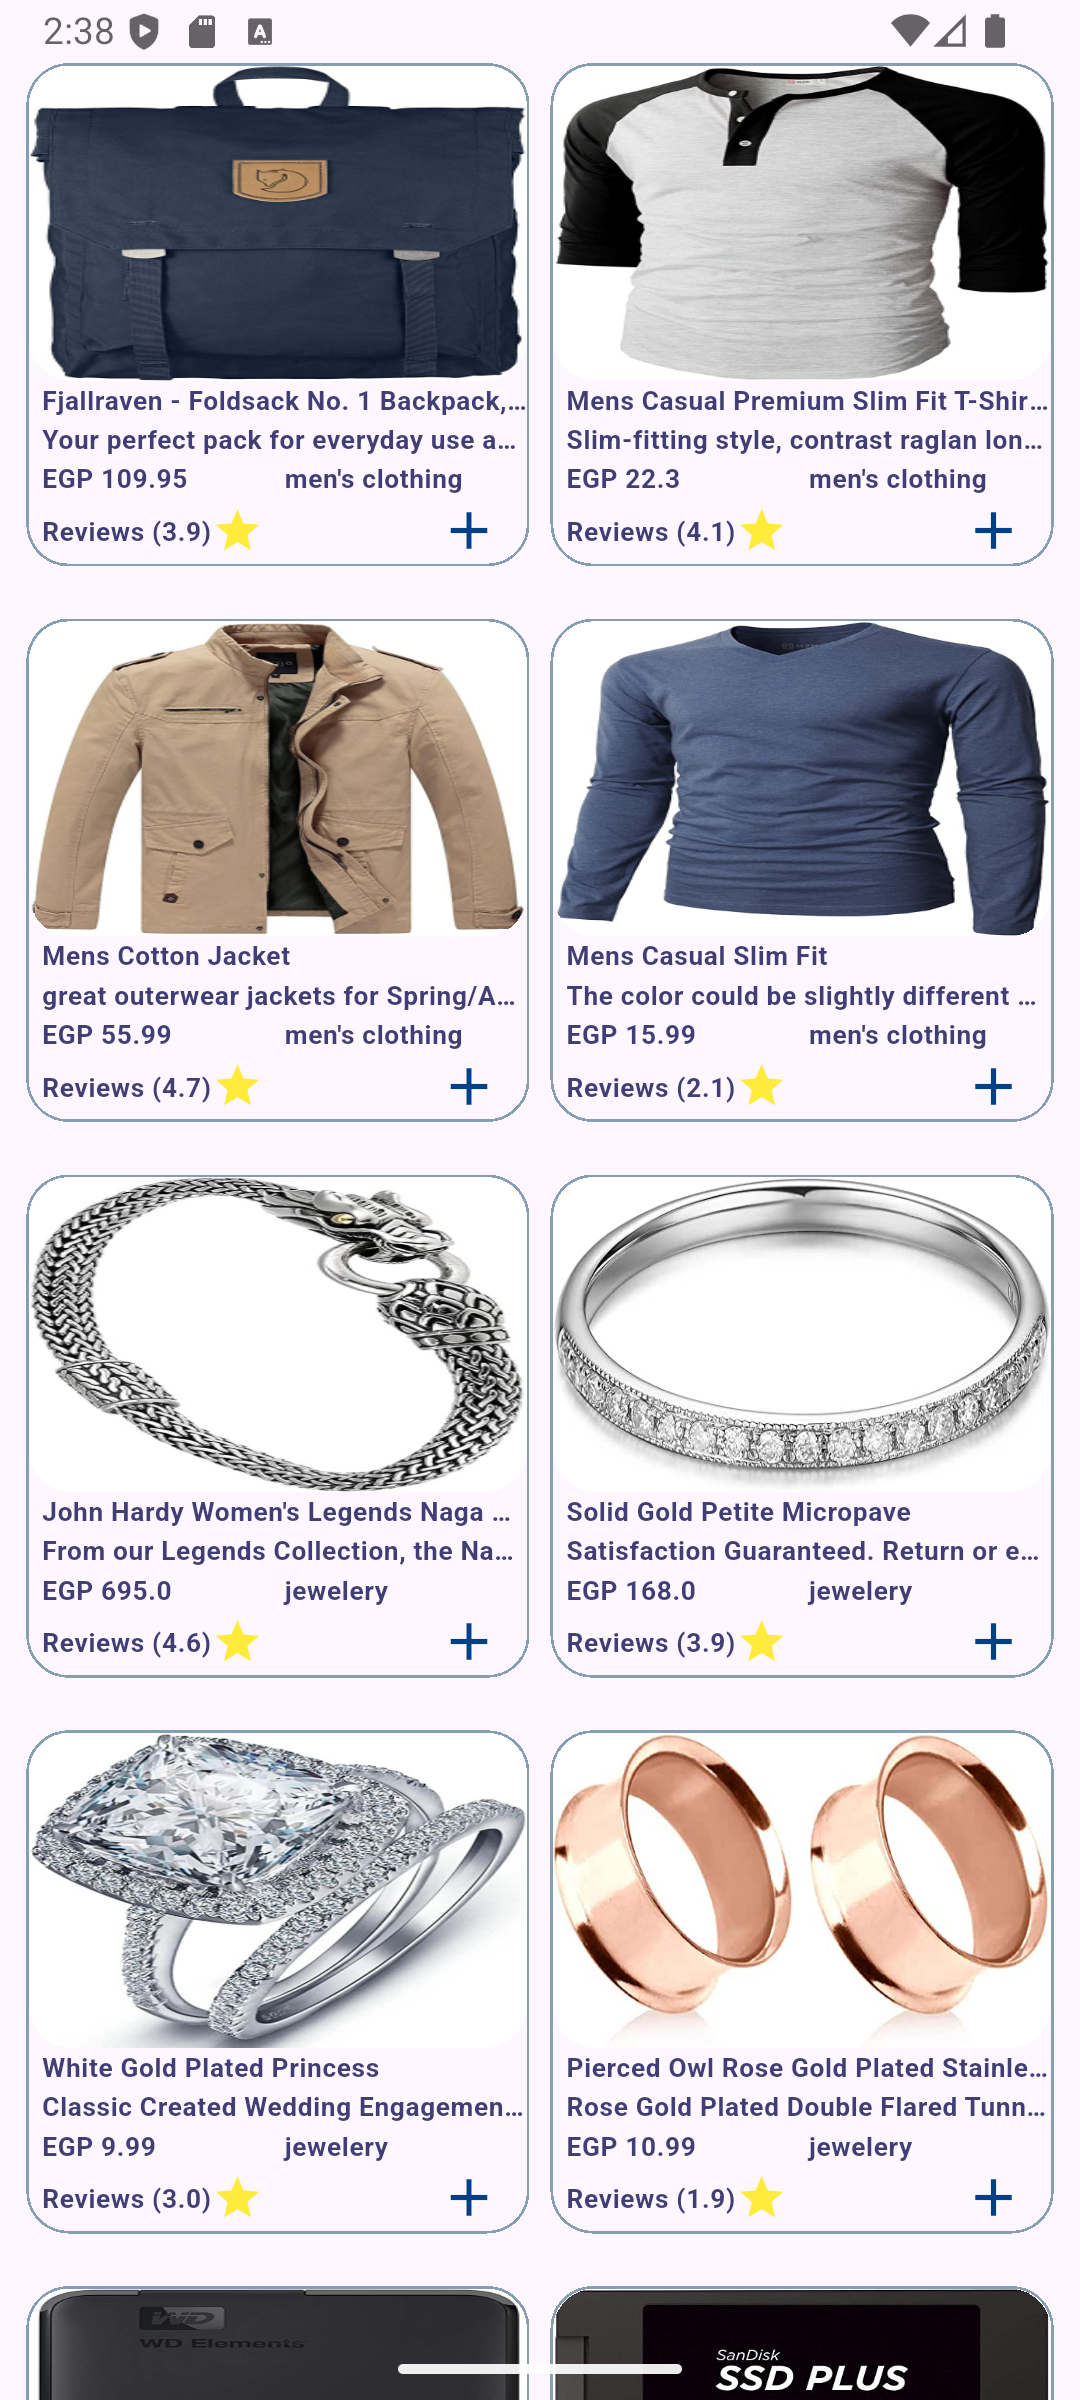 2:38
A
Fjallraven - Foldsack No. 1 Backpack,...
Your perfect pack for everyday use a...
EGP 109.95 men's clothing
Reviews (3.9)
Mens Casual Premium Slim Fit T-Shir...
Slim-fitting style, contrast raglan lon...
EGP 22.3 men's clothing
Reviews (4.1)
Mens Cotton Jacket
great outerwear jackets for Spring/A...
EGP 55.99 men's clothing
Reviews (4.7)
Mens Casual Slim Fit
The color could be slightly different ...
EGP 15.99 men's clothing
Reviews (2.1)
John Hardy Women's Legends Naga ...
From our Legends Collection, the Na...
EGP 695.0 jewelery
Reviews (4.6)
Solid Gold Petite Micropave
Satisfaction Guaranteed. Return or e...
EGP 168.0 jewelery
Reviews (3.9)
White Gold Plated Princess
Classic Created Wedding Engagemen...
EGP 9.99 jewelery
Reviews (3.0)
Pierced Owl Rose Gold Plated Stainle...
Rose Gold Plated Double Flared Tunn...
EGP 10.99 jewelery
Reviews (1.9)
WD
WD Elements
SanDisk
SSD PLUS